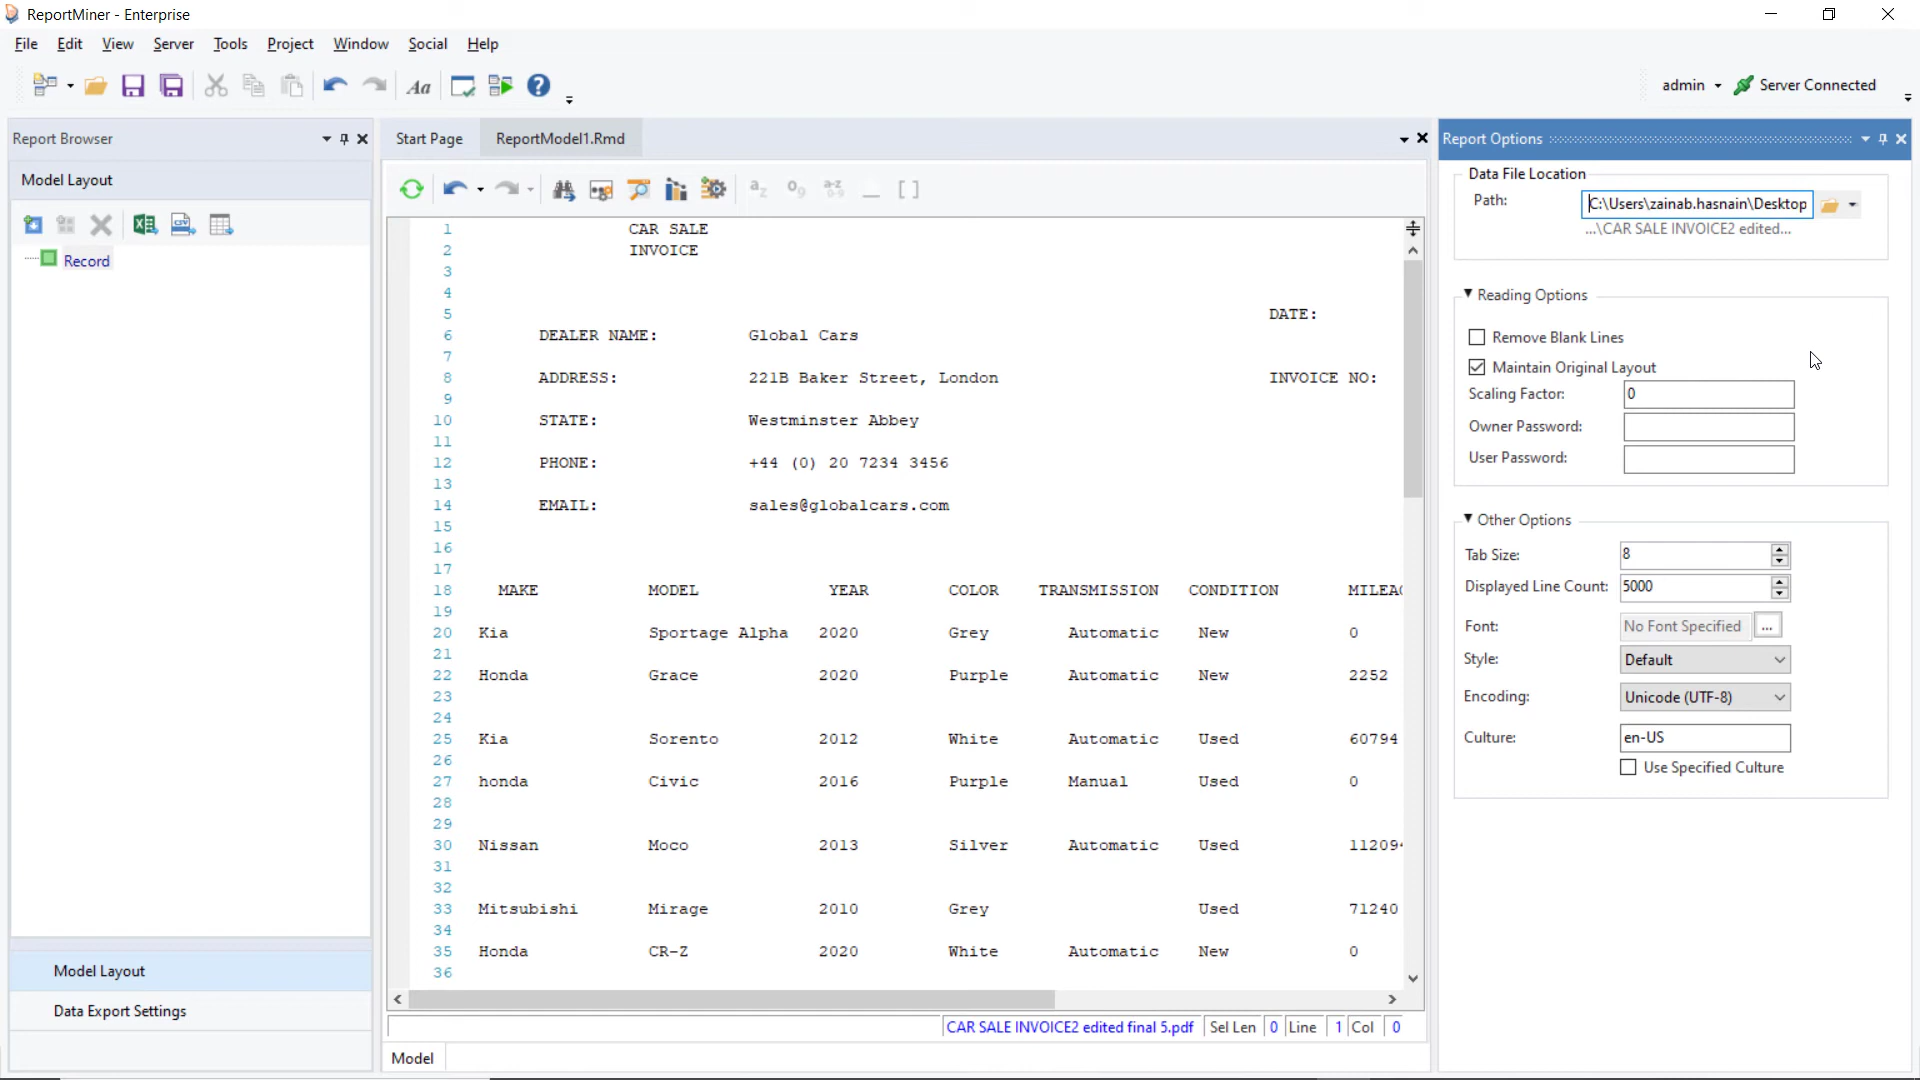 ReportMiner - Enterprise
File Edit View Server Tools Project Window Social Help
Aa admin Server Connected
Report Browser
Model Layout
Record
Model Layout
Data Export Settings
Start Page ReportModel1.Rmd
1 CAR SALE
2 INVOICE
3
4
5 DATE:
6 DEALER NAME: Global Cars
7
8 ADDRESS: 221B Baker Street, London INVOICE NO:
9
10 STATE: Westminster Abbey
11
12 PHONE: +44 (0) 20 7234 3456
13
14 EMAIL: sales@globalcars.com
15
16
17
18 MAKE MODEL YEAR COLOR TRANSMISSION CONDITION MILEA
19
20 Kia Sportage Alpha 2020 Grey Automatic New 0
21
22 Honda Grace 2020 Purple Automatic New 2252
23
24
25 Kia Sorento 2012 White Automatic Used 60794
26
27 honda Civic 2016 Purple Manual Used 0
28
29
30 Nissan Moco 2013 Silver Automatic Used 11209
31
32
33 Mitsubishi Mirage 2010 Grey Used 71240
34
35 Honda CR-Z 2020 White Automatic New 0
36
CAR SALE INVOICE2 edited final 5.pdf Sel Len 0 Line 1 Col 0
Model
Report Options
Data File Location
Path: C:\Users\zainab.hasnain\Desktop
...\CAR SALE INVOICE2 edited...
Reading Options
Remove Blank Lines
Maintain Original Layout
Scaling Factor: 0
Owner Password:
User Password:
Other Options
Tab Size: 8
Displayed Line Count: 5000
Font: No Font Specified ...
Style: Default
Encoding: Unicode (UTF-8)
Culture: en-US
Use Specified Culture